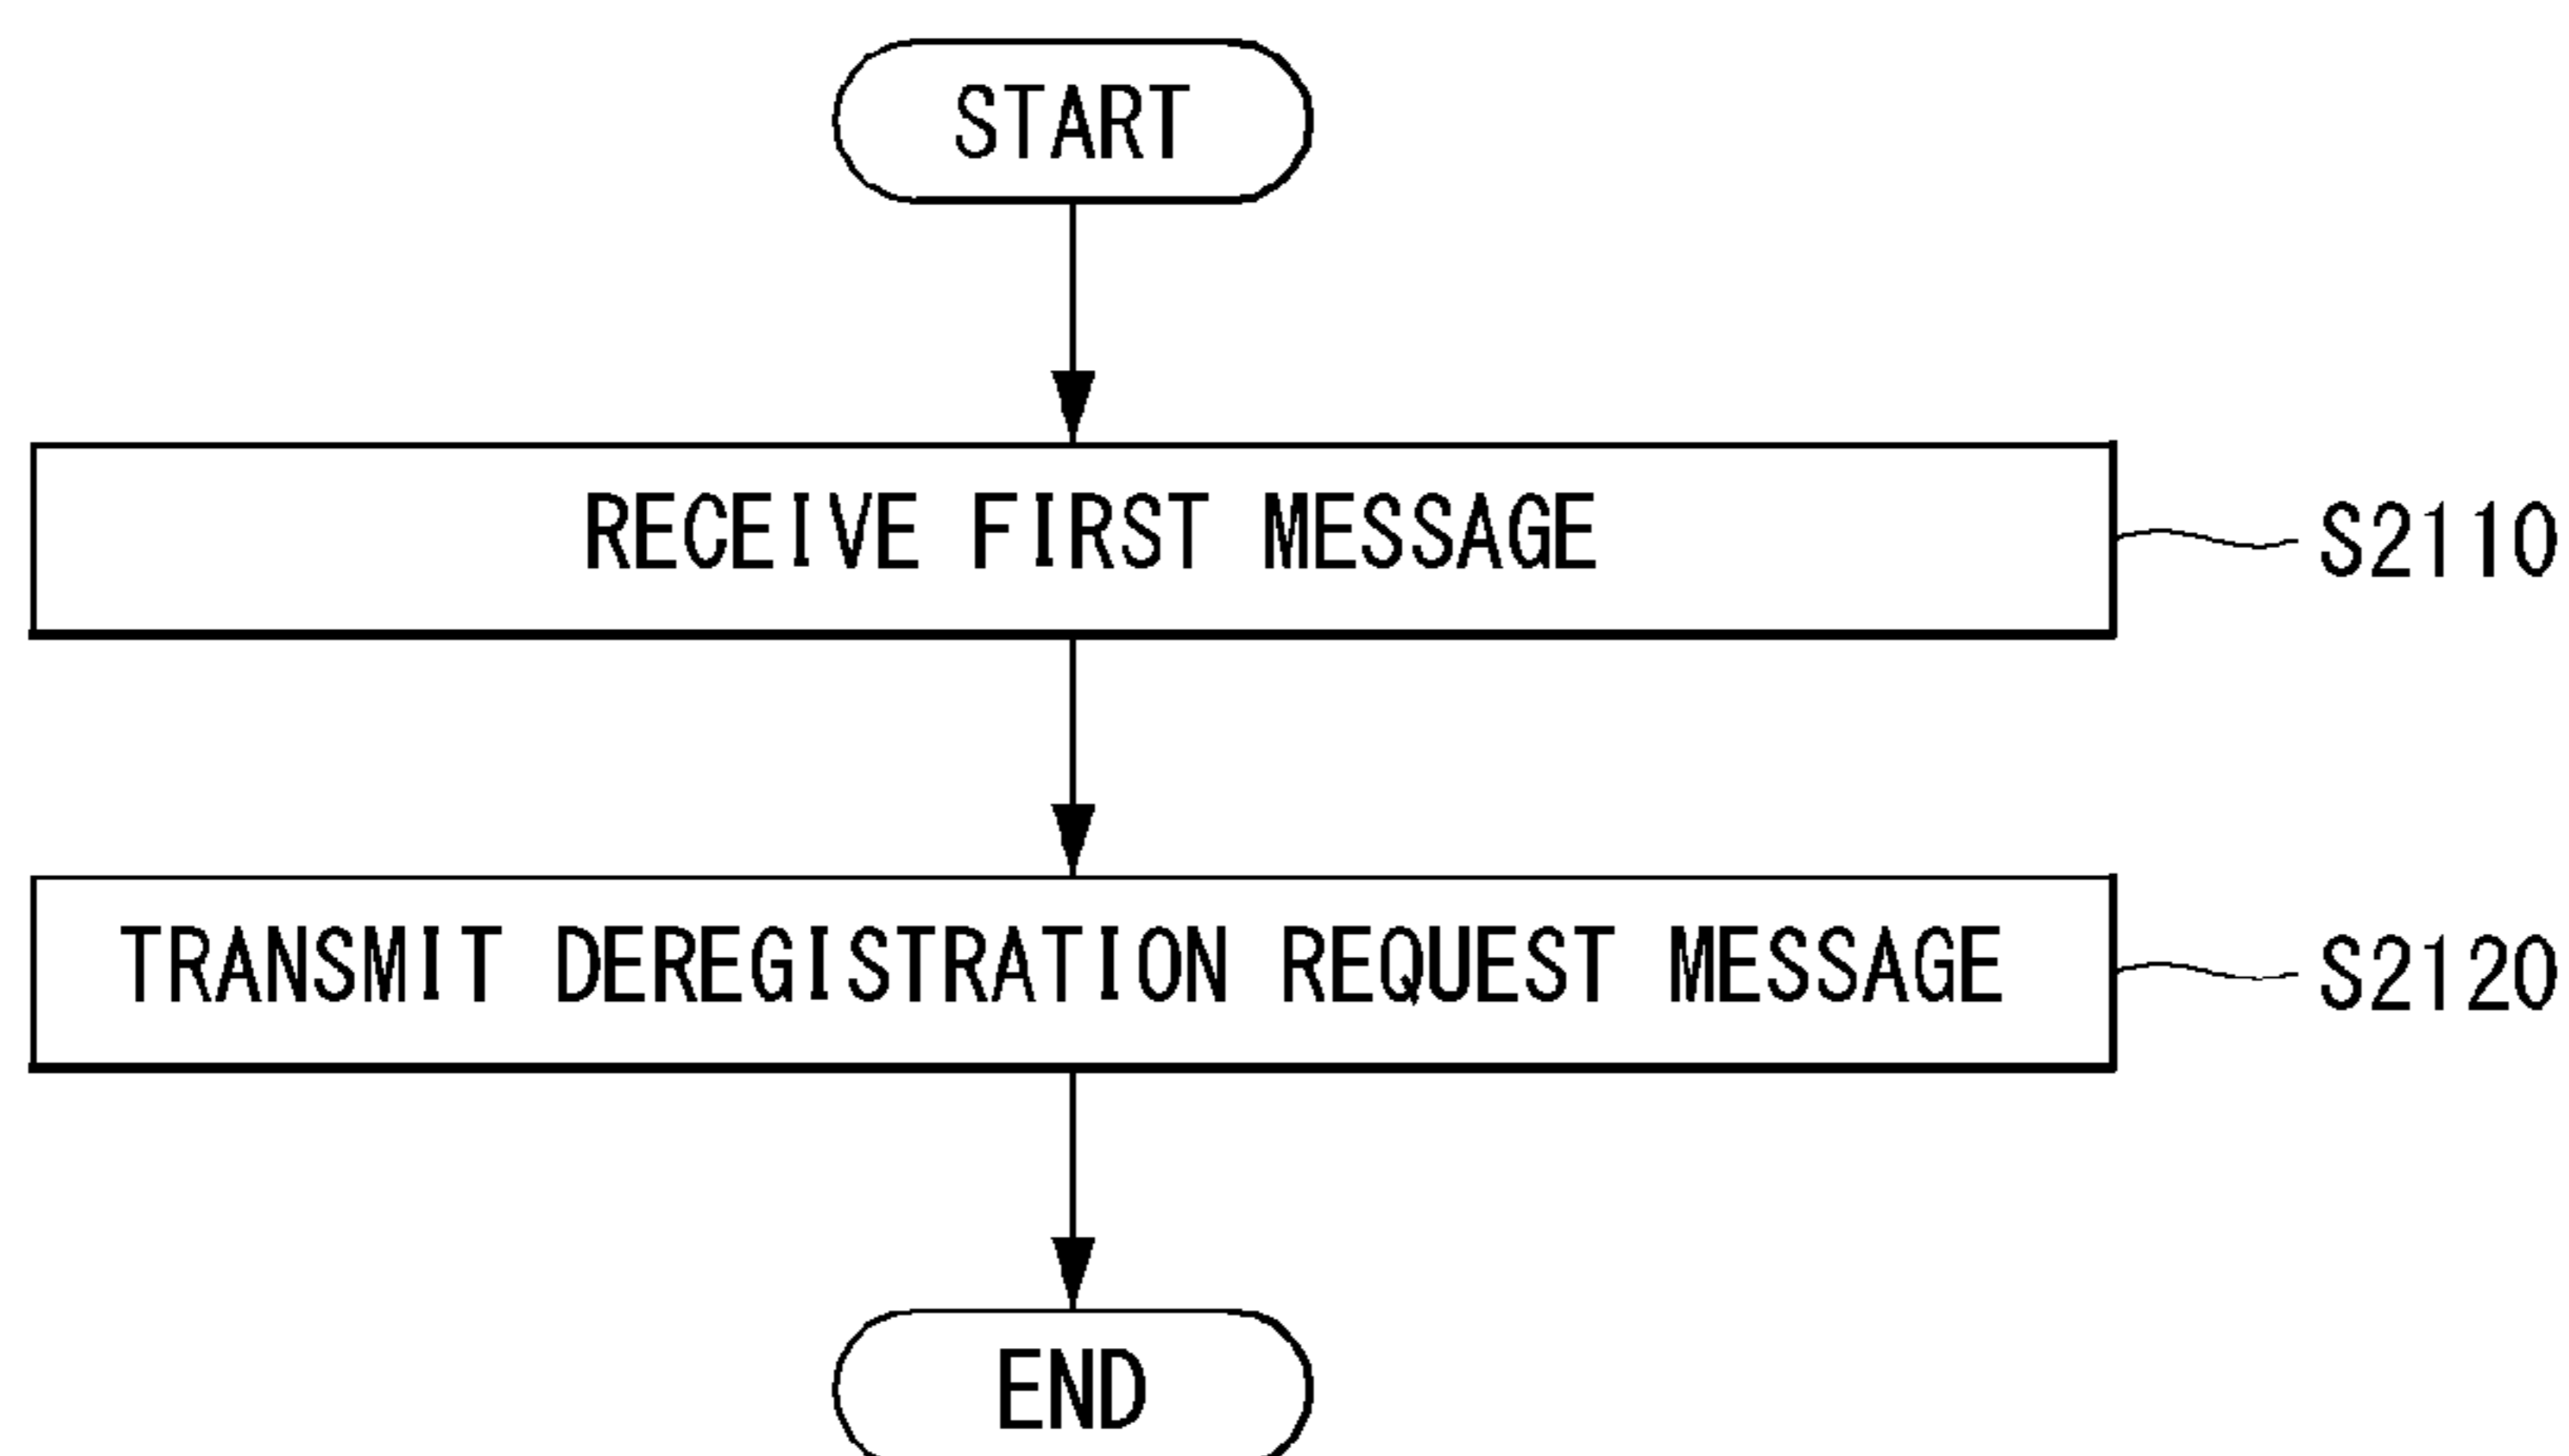 START
RECEIVE FIRST MESSAGE
S2110
TRANSMIT DEREGISTRATION REQUEST MESSAGE
S2120
END